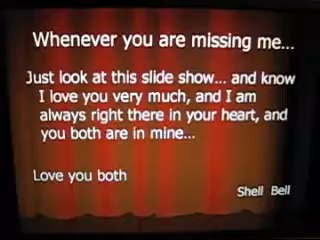 Whenever you are missing me...
Just look at this slide show... and know
I love you very much, and I am
always right there in your heart, and
you both are in mine...
Love you both
Shell Bell